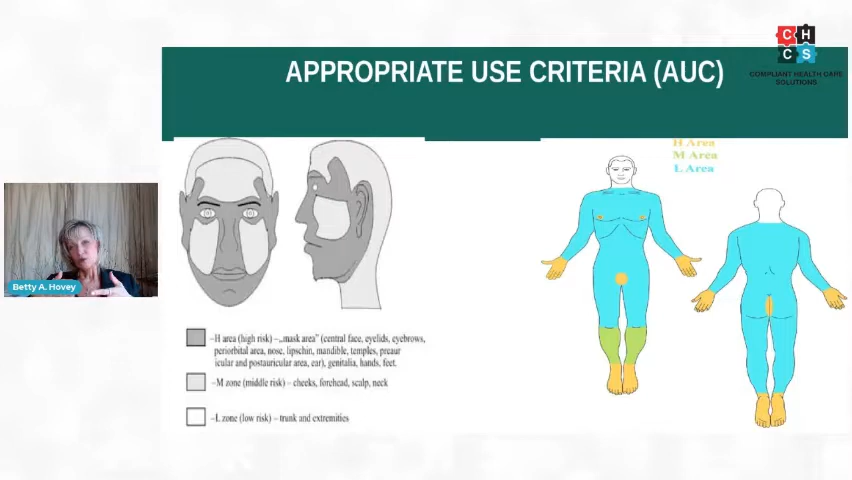 APPROPRIATE USE CRITERIA (AUC)
C H
C S
COMPLIANT HEALTH CARE
SOLUTIONS
H Area
M Area
L Area
Betty A. Hovey
–H area (high risk) – „mask area” (central face, eyelids, eyebrows,
periorbital area, nose, lipschin, mandible, temples, preaur
icular and postauricular area, ear), genitalia, hands, feet.
–M zone (middle risk) – cheeks, forehead, scalp, neck
–L zone (low risk) – trunk and extremities